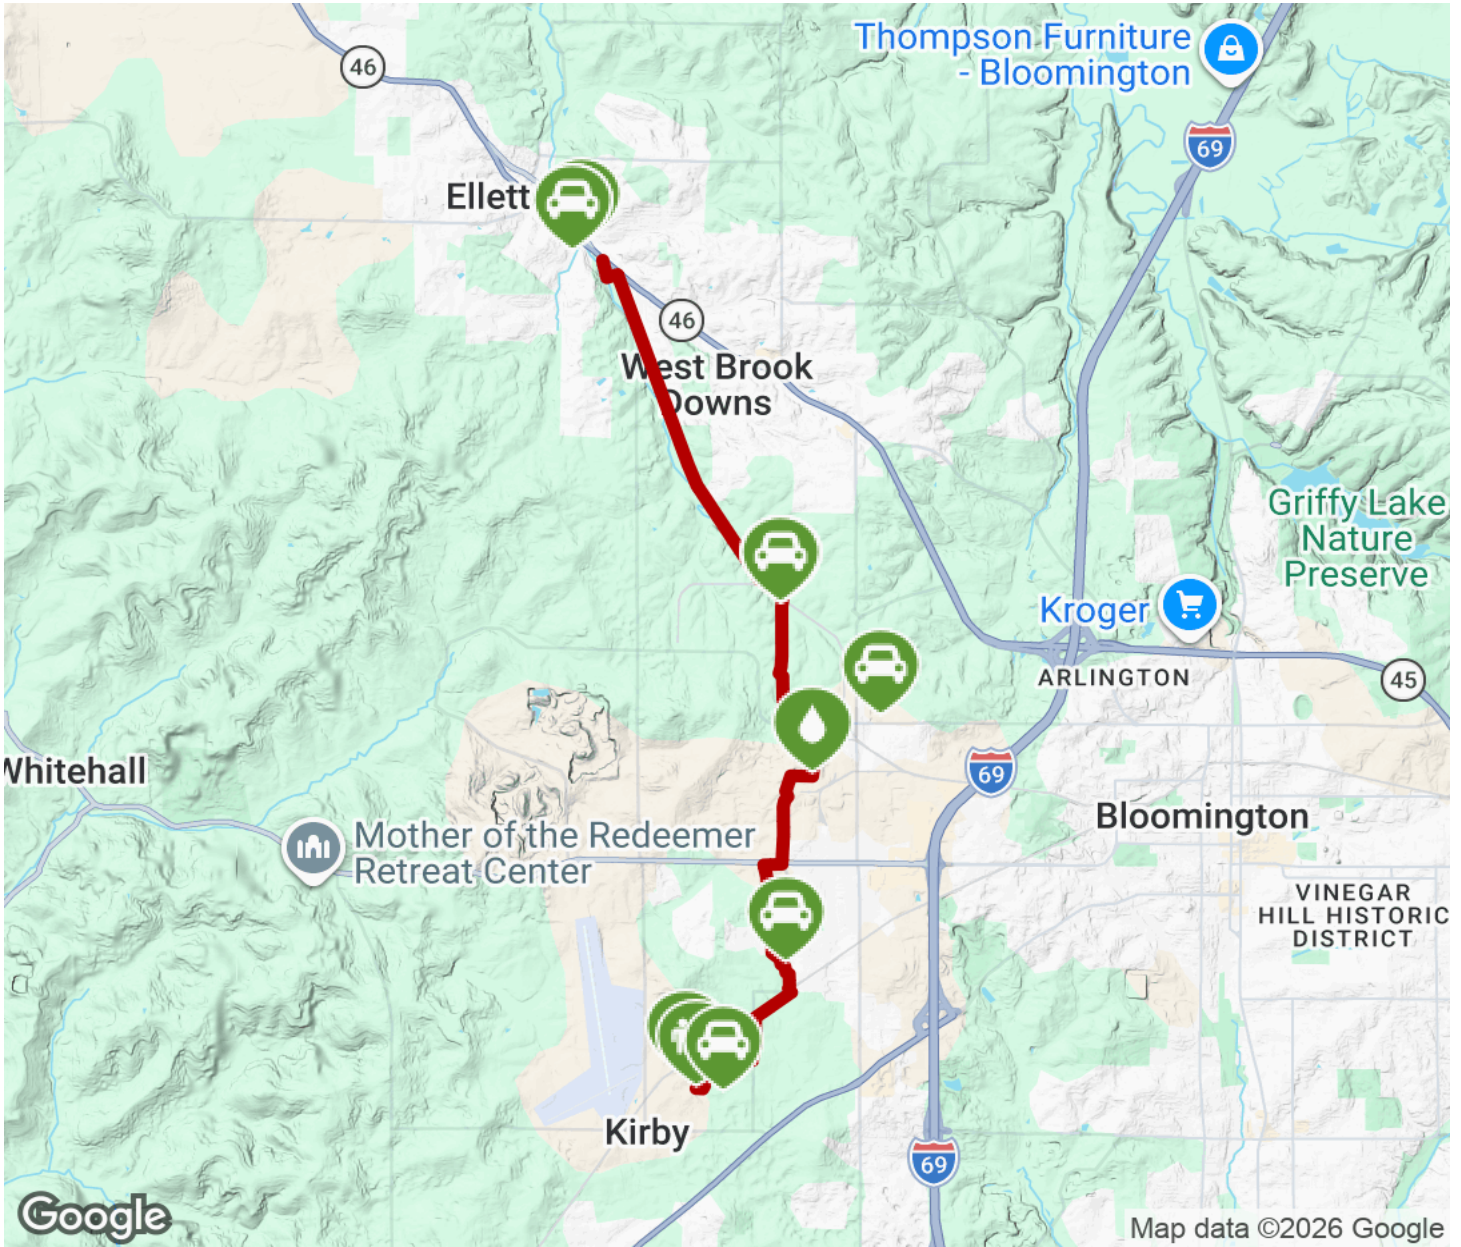 Thompson Furniture
- Bloomington
46
69
Ellett
46
West Brook
Downs
Griffy Lake
Nature
Preserve
Kroger
ARLINGTON
45
Whitehall
69
Bloomington
Mother of the Redeemer
Retreat Center
VINEGAR
HILL HISTORIC
DISTRICT
Kirby
69
Google
Map data ©2026 Google